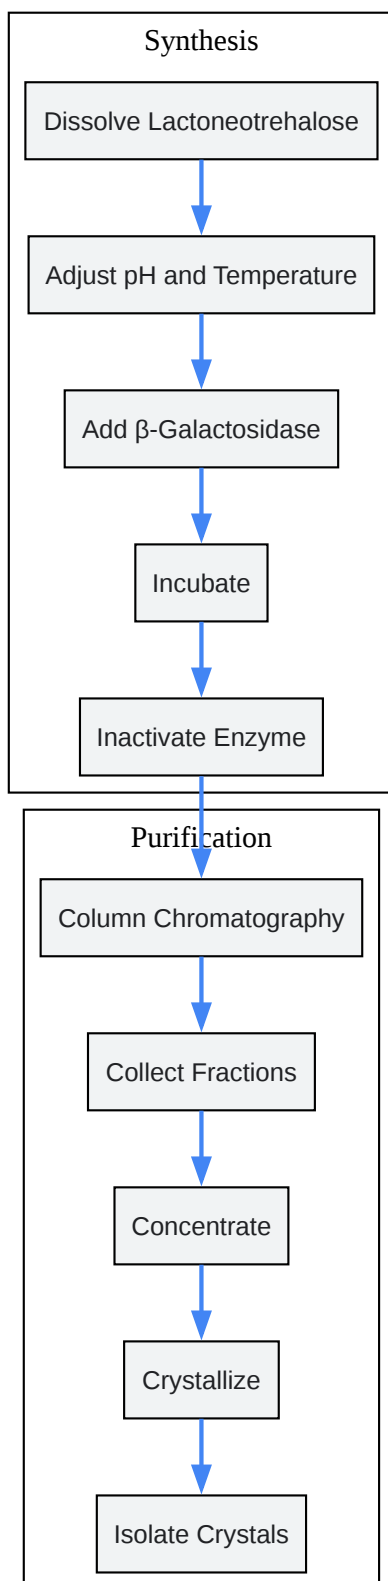 Synthesis
Dissolve Lactoneotrehalose
Adjust pH and Temperature
Add β-Galactosidase
Incubate
Inactivate Enzyme
Purification
Column Chromatography
Collect Fractions
Concentrate
Crystallize
Isolate Crystals